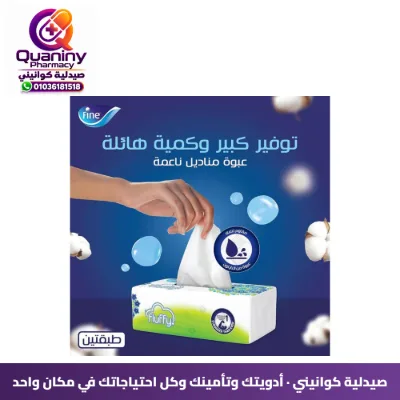 Quaniny
Pharmacy
صيدلية كوانيني
01036181518
Fine
توفير كبير وكمية هائلة
عبوة مناديل ناعمة
Fluffy
طبقتين
صيدلية كوانيني - أدويتك وتأمينك وكل احتياجاتك في مكان واحد